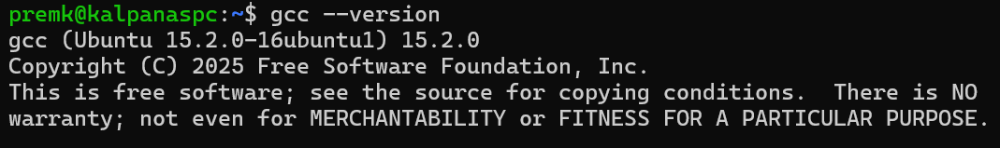 premk@kalpanaspc:~$ gcc --version
gcc (Ubuntu 15.2.0-16ubuntu1) 15.2.0
Copyright (C) 2025 Free Software Foundation, Inc.
This is free software; see the source for copying conditions.  There is NO
warranty; not even for MERCHANTABILITY or FITNESS FOR A PARTICULAR PURPOSE.